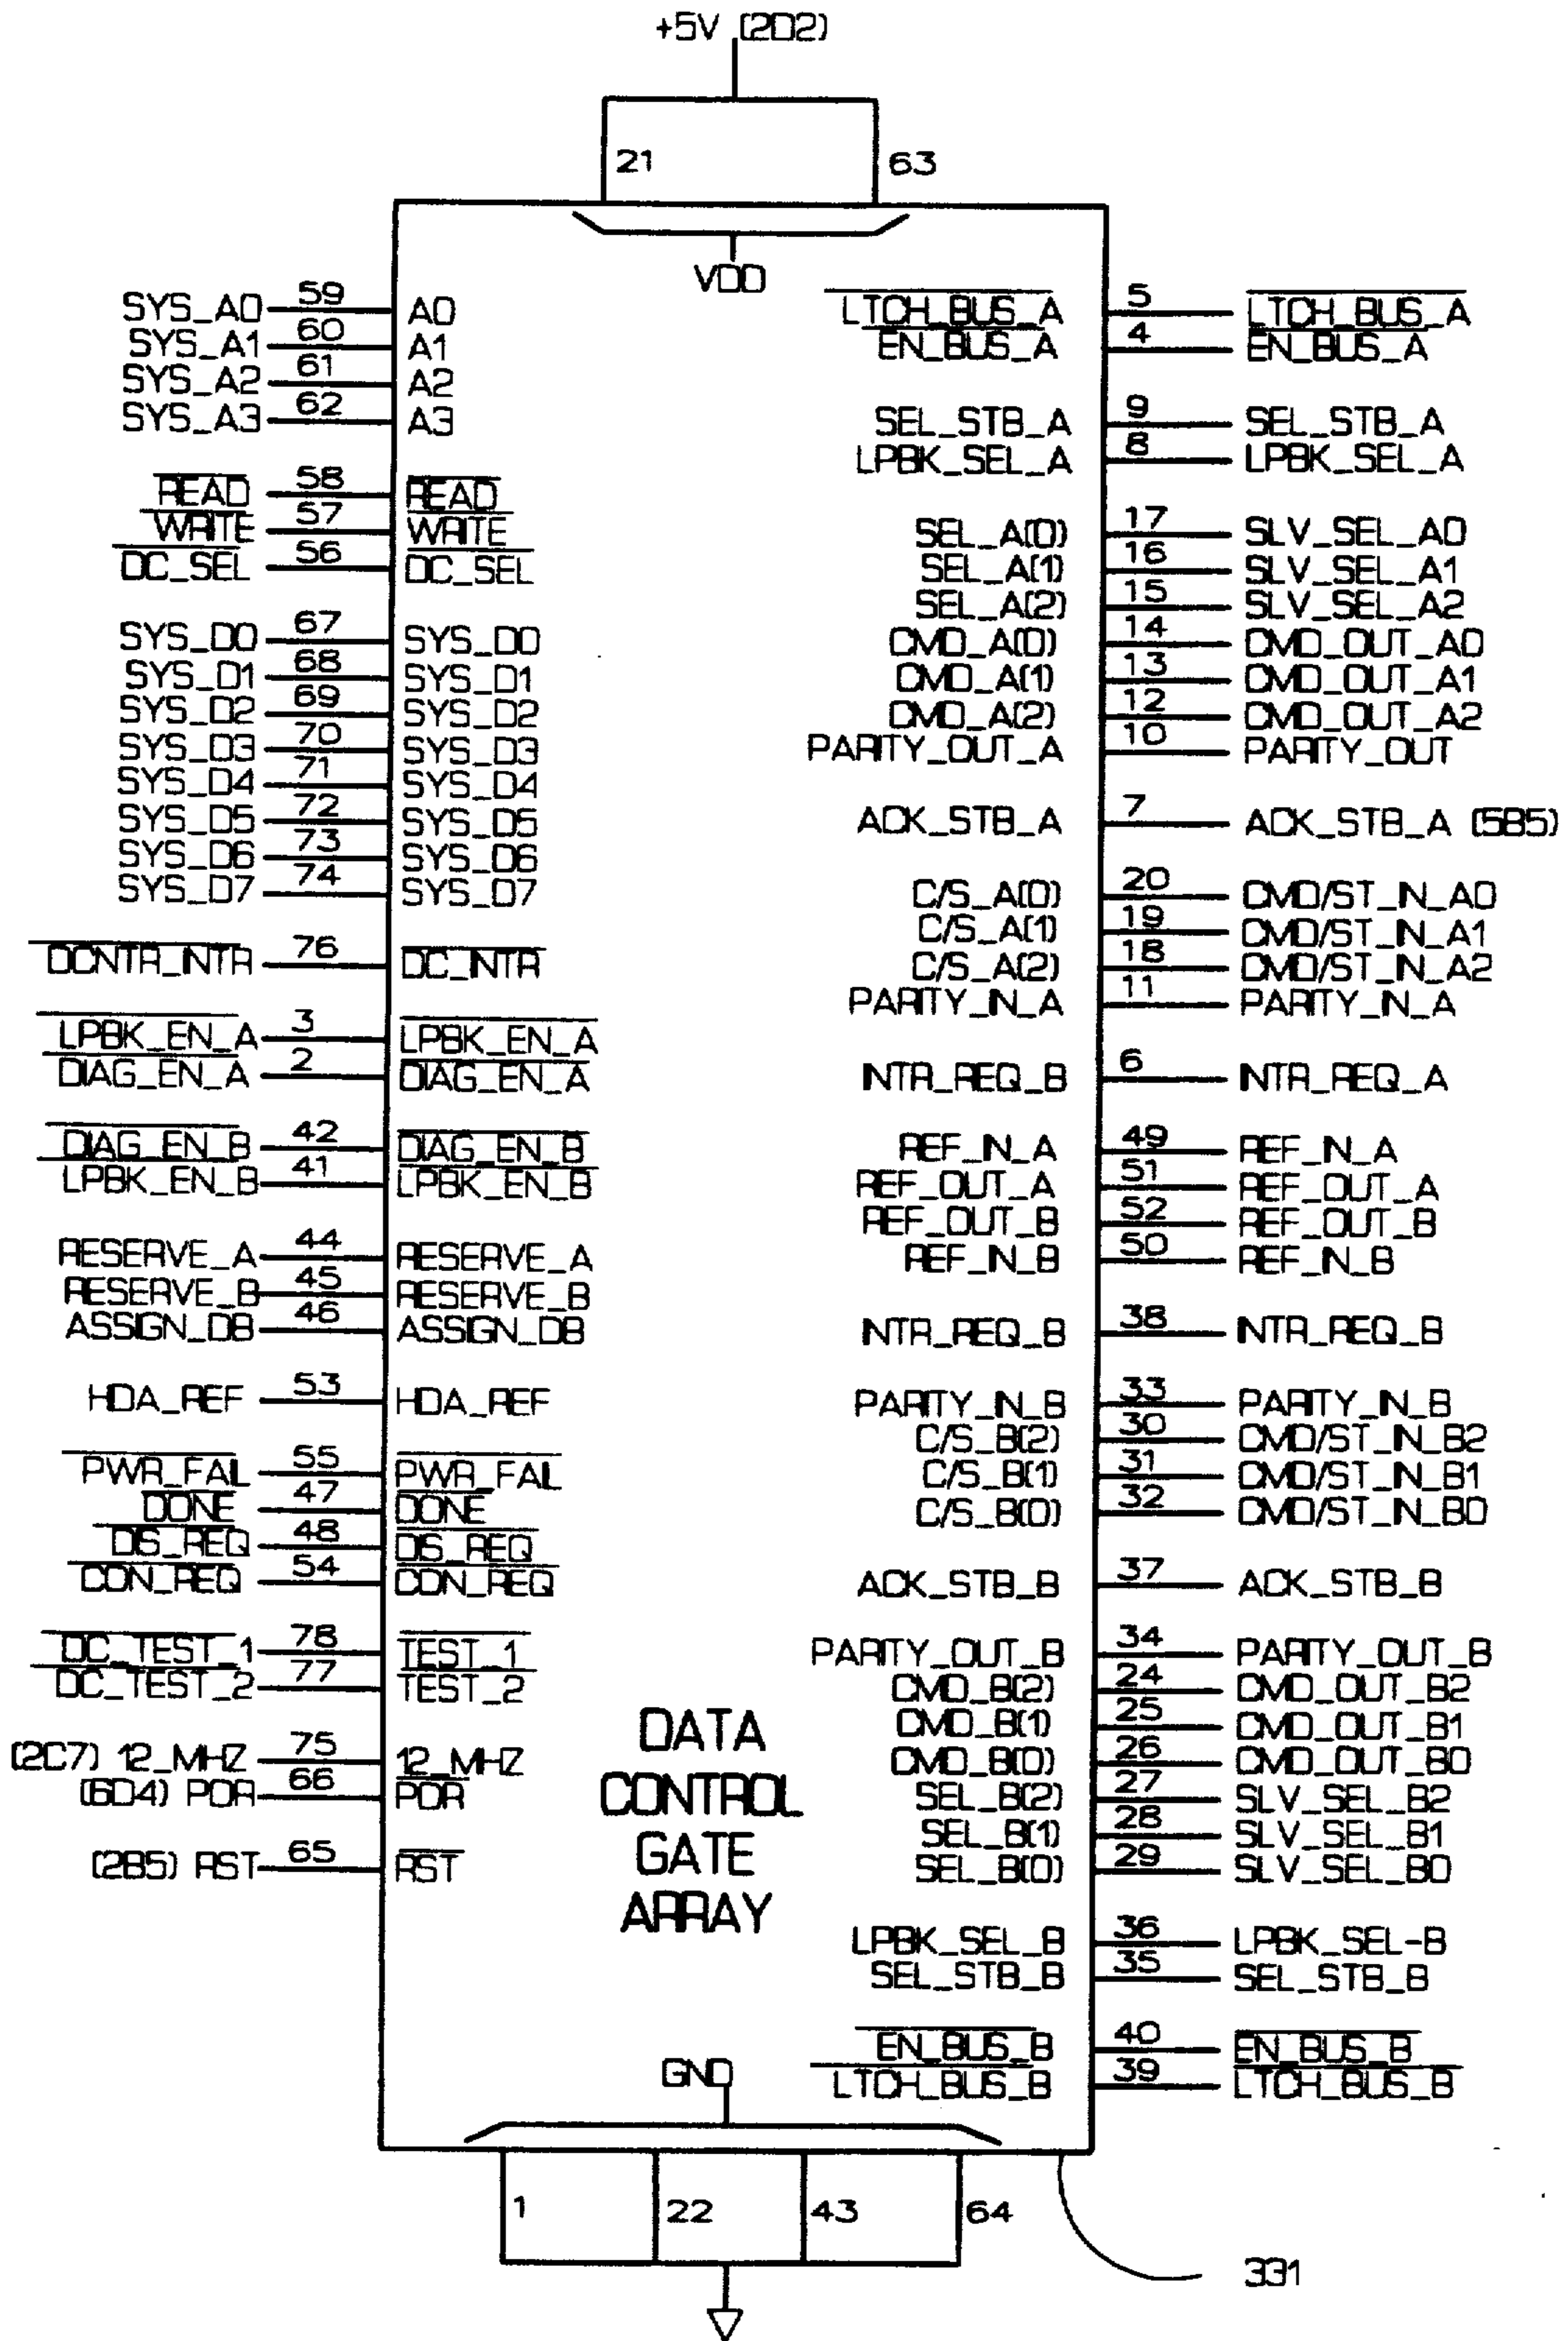 +5V (2D2)
21 63
VDD
SYS_A0 59 A0
SYS_A1 60 A1
SYS_A2 61 A2
SYS_A3 62 A3
READ 58 READ
WRITE 57 WRITE
DC_SEL 56 DC_SEL
SYS_D0 67 SYS_D0
SYS_D1 68 SYS_D1
SYS_D2 69 SYS_D2
SYS_D3 70 SYS_D3
SYS_D4 71 SYS_D4
SYS_D5 72 SYS_D5
SYS_D6 73 SYS_D6
SYS_D7 74 SYS_D7
DCNTR_INTR 76 DC_INTR
LPBK_EN_A 3 LPBK_EN_A
DIAG_EN_A 2 DIAG_EN_A
DIAG_EN_B 42 DIAG_EN_B
LPBK_EN_B 41 LPBK_EN_B
RESERVE_A 44 RESERVE_A
RESERVE_B 45 RESERVE_B
ASSIGN_DB 46 ASSIGN_DB
HDA_REF 53 HDA_REF
PWR_FAIL 55 PWR_FAIL
DONE 47 DONE
DIS_REQ 48 DIS_REQ
CON_REQ 54 CON_REQ
DC_TEST_1 78 TEST_1
DC_TEST_2 77 TEST_2
(2C7) 12_MHZ 75 12_MHZ
(6D4) POR 66 POR
(2B5) RST 65 RST
LTCH_BUS_A 5 LTCH_BUS_A
EN_BUS_A 4 EN_BUS_A
SEL_STB_A 9 SEL_STB_A
LPBK_SEL_A 8 LPBK_SEL_A
SEL_A(0) 17 SLV_SEL_A0
SEL_A(1) 16 SLV_SEL_A1
SEL_A(2) 15 SLV_SEL_A2
CMD_A(0) 14 CMD_OUT_A0
CMD_A(1) 13 CMD_OUT_A1
CMD_A(2) 12 CMD_OUT_A2
PARITY_OUT_A 10 PARITY_OUT
ACK_STB_A 7 ACK_STB_A (5B5)
C/S_A(0) 20 CMD/ST_IN_A0
C/S_A(1) 19 CMD/ST_IN_A1
C/S_A(2) 18 CMD/ST_IN_A2
PARITY_IN_A 11 PARITY_IN_A
INTR_REQ_B 6 INTR_REQ_A
REF_IN_A 49 REF_IN_A
REF_OUT_A 51 REF_OUT_A
REF_OUT_B 52 REF_OUT_B
REF_IN_B 50 REF_IN_B
INTR_REQ_B 38 INTR_REQ_B
PARITY_IN_B 33 PARITY_IN_B
C/S_B(2) 30 CMD/ST_IN_B2
C/S_B(1) 31 CMD/ST_IN_B1
C/S_B(0) 32 CMD/ST_IN_B0
ACK_STB_B 37 ACK_STB_B
PARITY_OUT_B 34 PARITY_OUT_B
CMD_B(2) 24 CMD_OUT_B2
CMD_B(1) 25 CMD_OUT_B1
CMD_B(0) 26 CMD_OUT_B0
SEL_B(2) 27 SLV_SEL_B2
SEL_B(1) 28 SLV_SEL_B1
SEL_B(0) 29 SLV_SEL_B0
LPBK_SEL_B 36 LPBK_SEL-B
SEL_STB_B 35 SEL_STB_B
EN_BUS_B 40 EN_BUS_B
LTCH_BUS_B 39 LTCH_BUS_B
DATA
CONTROL
GATE
ARRAY
GND
1 22 43 64
331